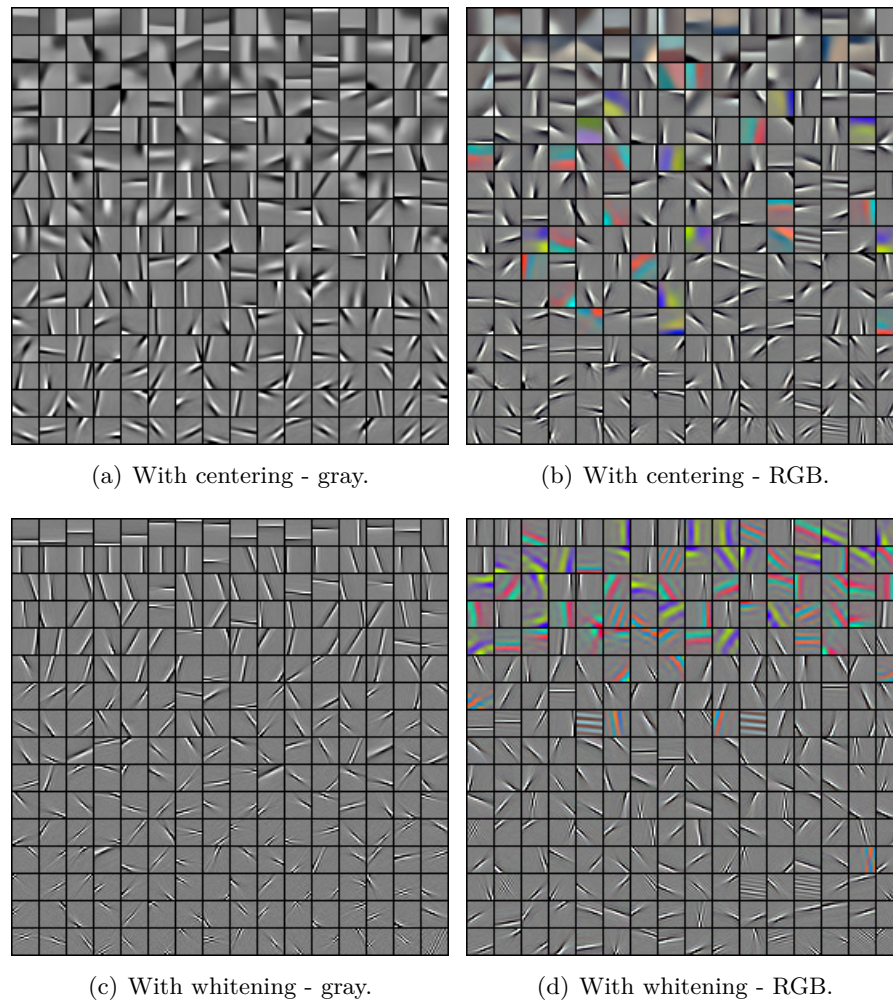 (a) With centering - gray.
(b) With centering - RGB.
(c) With whitening - gray.
(d) With whitening - RGB.